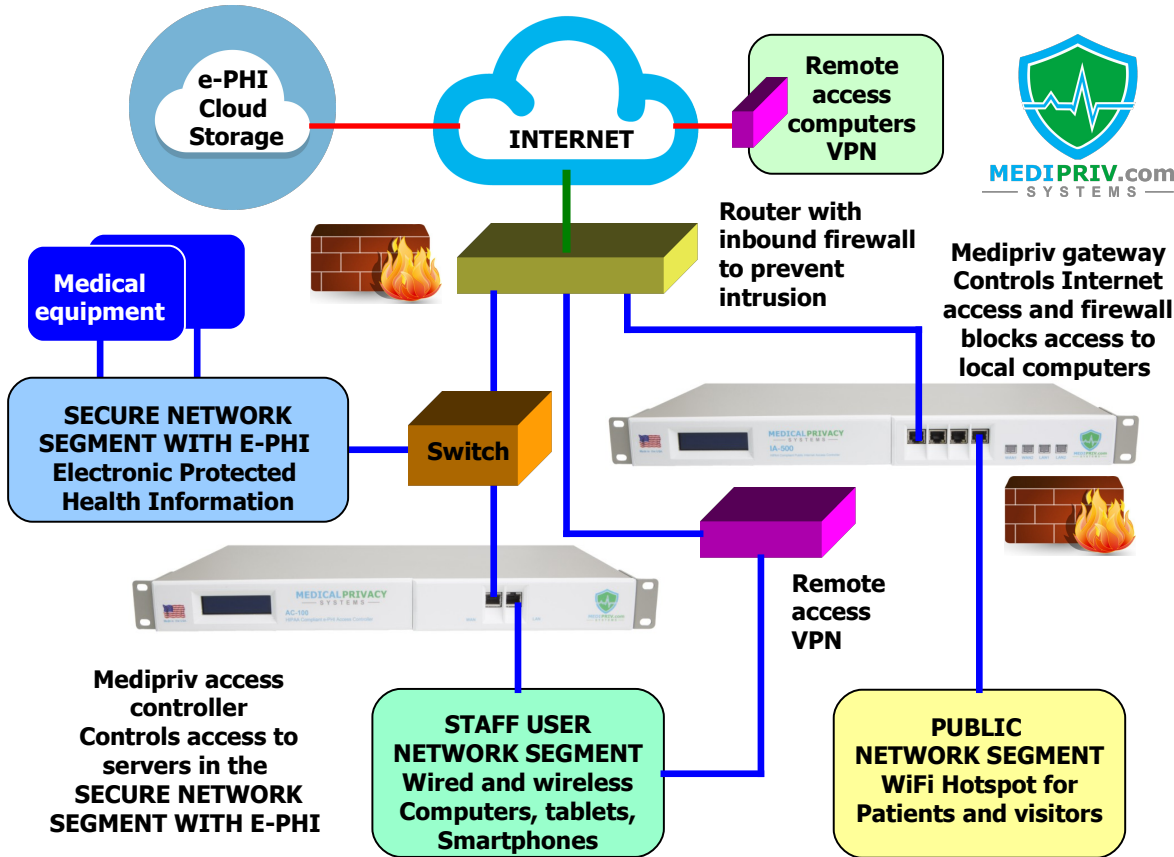 e-PHI
Cloud
Storage
INTERNET
Remote
access
computers
VPN
MEDIPRIV.com
SYSTEMS
Router with
inbound firewall
to prevent
intrusion
Medipriv gateway
Controls Internet
access and firewall
blocks access to
local computers
Medical
equipment
SECURE NETWORK
SEGMENT WITH E-PHI
Electronic Protected
Health Information
Switch
MEDICALPRIVACY
SYSTEMS
IA-500
MEDIPRIV.com
MEDICALPRIVACY
SYSTEMS
AC-100
MEDIPRIV.com
Remote
access
VPN
Medipriv access
controller
Controls access to
servers in the
SECURE NETWORK
SEGMENT WITH E-PHI
STAFF USER
NETWORK SEGMENT
Wired and wireless
Computers, tablets,
Smartphones
PUBLIC
NETWORK SEGMENT
WiFi Hotspot for
Patients and visitors